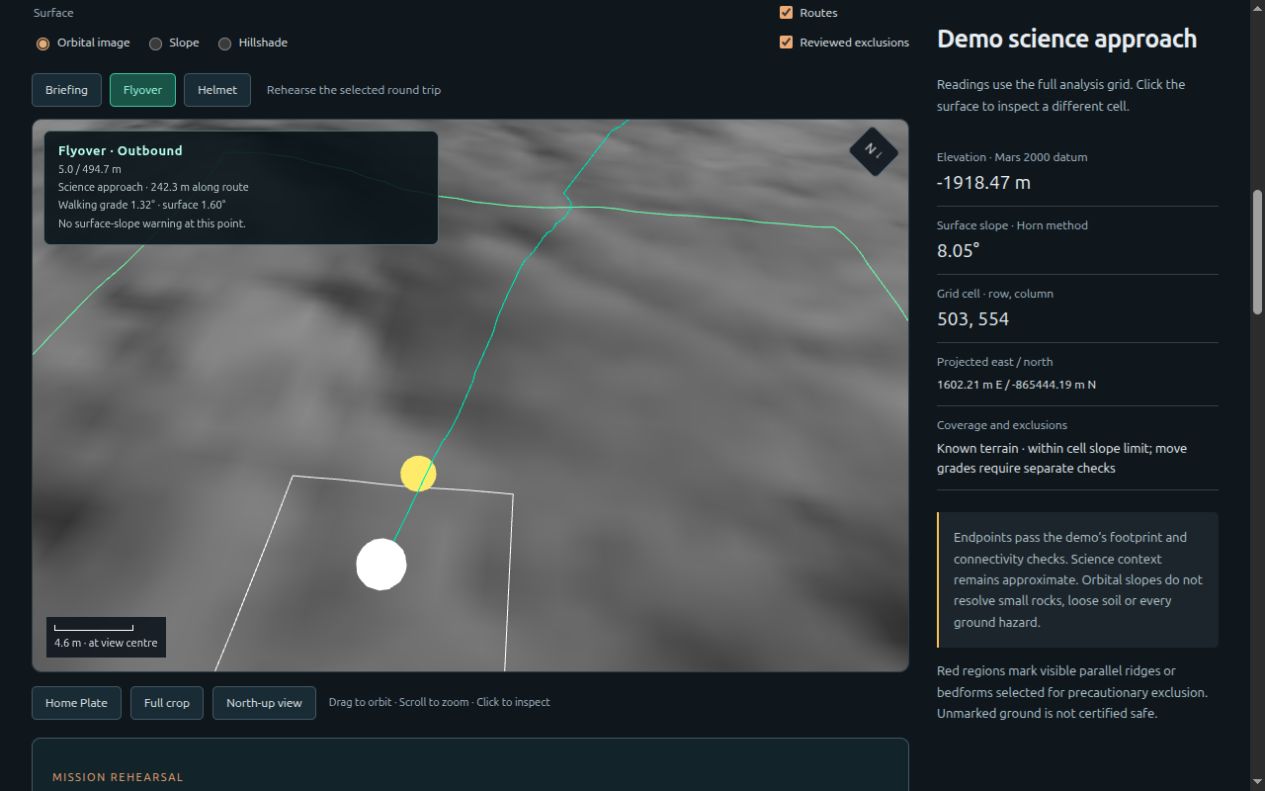 Surface
Routes
Orbital image
Slope
Hillshade
Reviewed exclusions
Briefing
Flyover
Helmet
Rehearse the selected round trip
Flyover · Outbound
5.0 / 494.7 m
Science approach · 242.3 m along route
Walking grade 1.32° · surface 1.60°
No surface-slope warning at this point.
N ↓
4.6 m · at view centre
Home Plate
Full crop
North-up view
Drag to orbit · Scroll to zoom · Click to inspect
MISSION REHEARSAL
Demo science approach
Readings use the full analysis grid. Click the
surface to inspect a different cell.
Elevation · Mars 2000 datum
-1918.47 m
Surface slope · Horn method
8.05°
Grid cell · row, column
503, 554
Projected east / north
1602.21 m E / -865444.19 m N
Coverage and exclusions
Known terrain · within cell slope limit; move
grades require separate checks
Endpoints pass the demo’s footprint and
connectivity checks. Science context
remains approximate. Orbital slopes do not
resolve small rocks, loose soil or every
ground hazard.
Red regions mark visible parallel ridges or
bedforms selected for precautionary exclusion.
Unmarked ground is not certified safe.